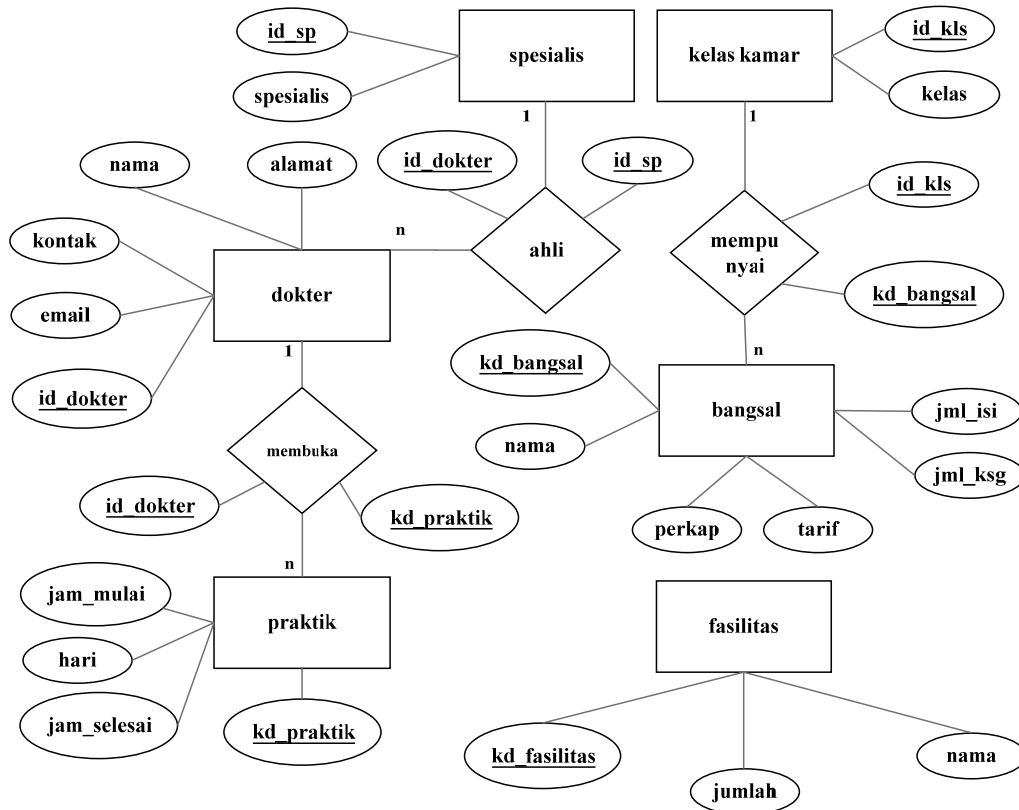 id_sp
spesialis
spesialis
kelas kamar
id_kls
kelas
1
1
nama
alamat
id_dokter
id_sp
id_kls
kontak
n
ahli
mempu
nyai
email
dokter
kd_bangsal
1
n
id_dokter
kd_bangsal
bangsal
jml_isi
nama
membuka
jml_ksg
id_dokter
kd_praktik
perkap
tarif
n
jam_mulai
praktik
fasilitas
hari
jam_selesai
kd_praktik
kd_fasilitas
jumlah
nama